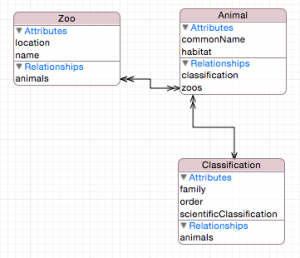 Zoo
Attributes
location
name
Relationships
animals
Animal
Attributes
commonName
habitat
Relationships
classification
zoos
Classification
Attributes
family
order
scientificClassification
Relationships
animals